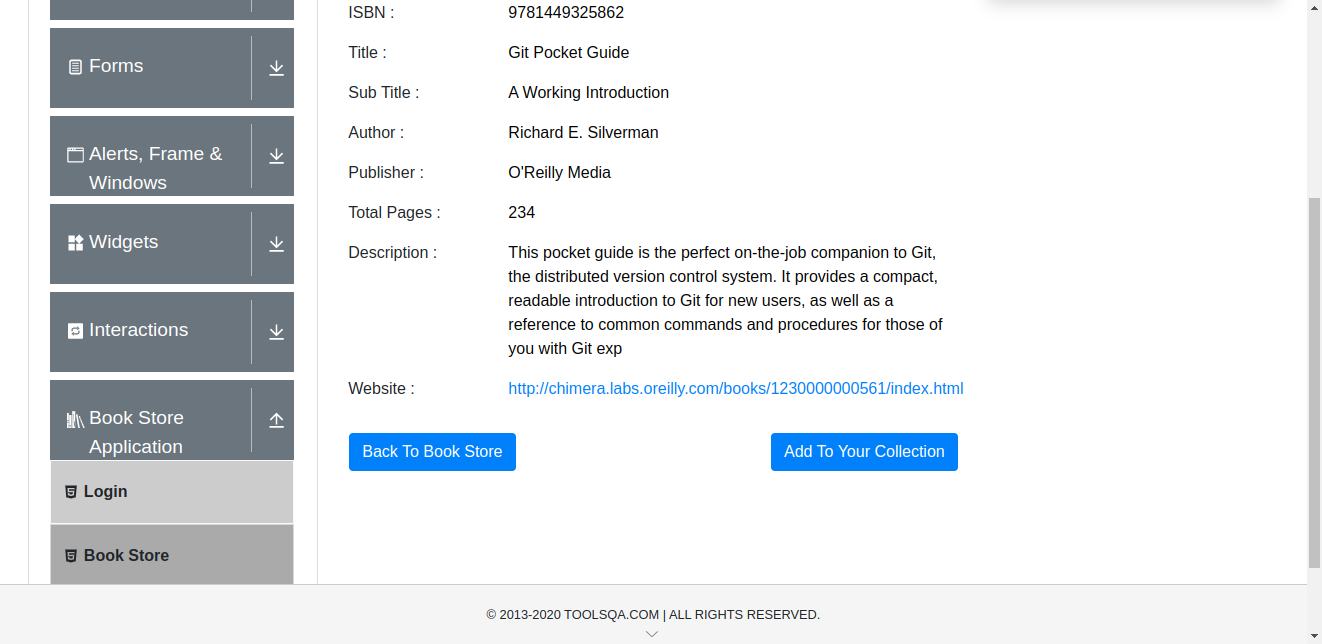 Forms
Alerts, Frame &
Windows
Widgets
Interactions
Book Store
Application
Login
Book Store
ISBN : 9781449325862
Title : Git Pocket Guide
Sub Title : A Working Introduction
Author : Richard E. Silverman
Publisher : O'Reilly Media
Total Pages : 234
Description : This pocket guide is the perfect on-the-job companion to Git,
the distributed version control system. It provides a compact,
readable introduction to Git for new users, as well as a
reference to common commands and procedures for those of
you with Git exp
Website : http://chimera.labs.oreilly.com/books/1230000000561/index.html
Back To Book Store Add To Your Collection
© 2013-2020 TOOLSQA.COM | ALL RIGHTS RESERVED.